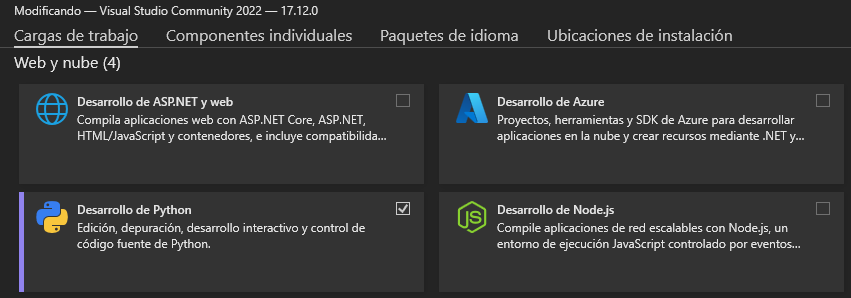 Modificando — Visual Studio Community 2022 — 17.12.0
Cargas de trabajo Componentes individuales Paquetes de idioma Ubicaciones de instalación
Web y nube (4)
Desarrollo de ASP.NET y web
Compila aplicaciones web con ASP.NET Core, ASP.NET,
HTML/JavaScript y contenedores, e incluye compatibilida...
Desarrollo de Azure
Proyectos, herramientas y SDK de Azure para desarrollar
aplicaciones en la nube y crear recursos mediante .NET y...
Desarrollo de Python
Edición, depuración, desarrollo interactivo y control de
código fuente de Python.
JS
Desarrollo de Node.js
Compile aplicaciones de red escalables con Node.js, un
entorno de ejecución JavaScript controlado por eventos...